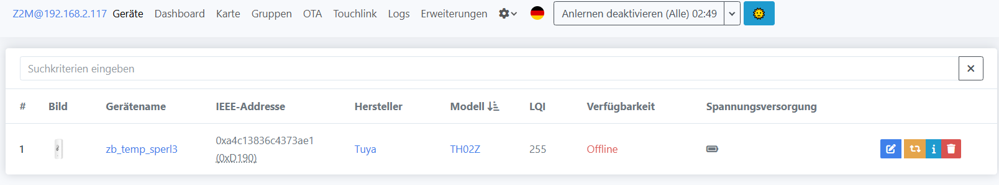 Z2M@192.168.2.117 Geräte Dashboard Karte Gruppen OTA Touchlink Logs Erweiterungen Anlernen deaktivieren (Alle) 02:49
Suchkriterien eingeben
# Bild Gerätename IEEE-Addresse Hersteller Modell LQI Verfügbarkeit Spannungsversorgung
1 zb_temp_sperl3 0xa4c13836c4373ae1 (0xD190) Tuya TH02Z 255 Offline